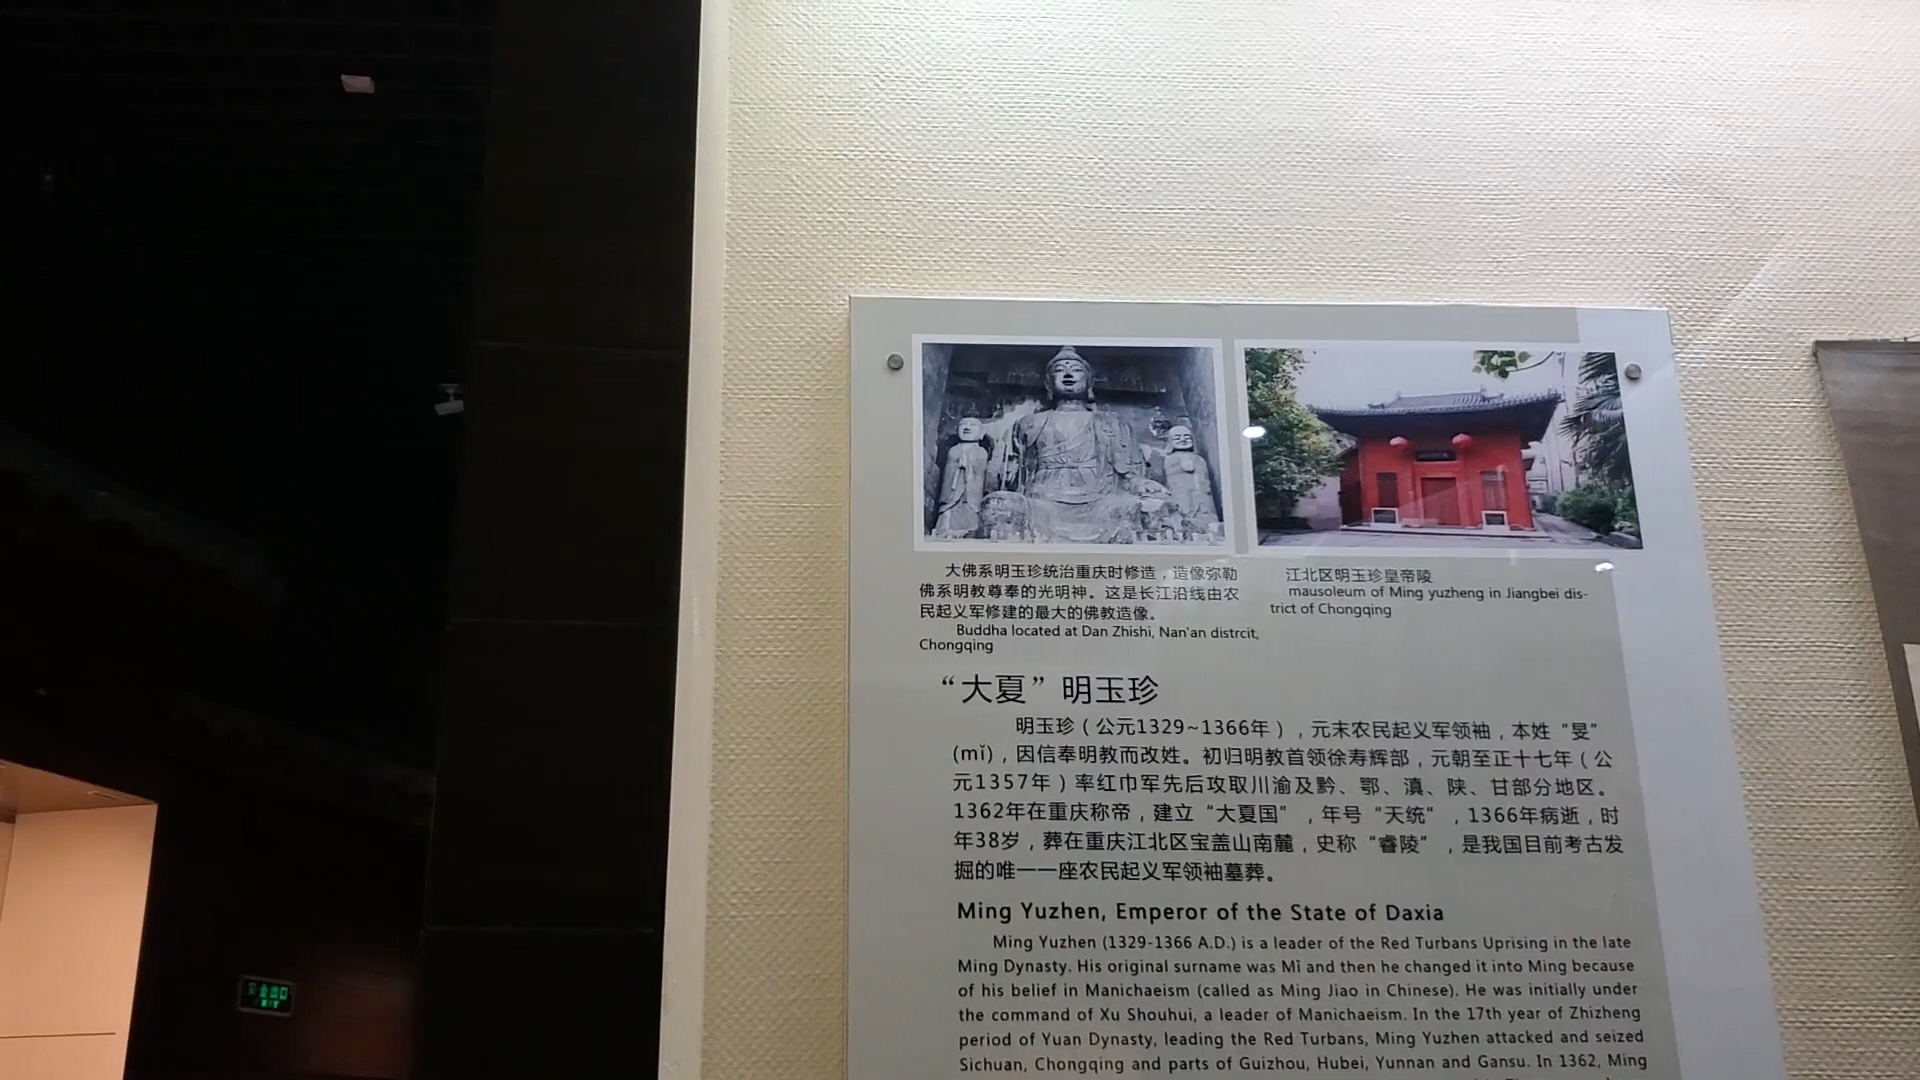 大佛系明玉珍统治重庆时修造，造像弥勒
佛系明教尊奉的光明神。这是长江沿线由农
民起义军修建的最大的佛教造像。
Buddha located at Dan Zhishi, Nan'an distrcit,
Chongqing
江北区明玉珍皇帝陵
mausoleum of Ming yuzheng in Jiangbei dis-
trict of Chongqing
“大夏”明玉珍
明玉珍（公元1329~1366年），元末农民起义军领袖，本姓“旻”
(mǐ)，因信奉明教而改姓。初归明教首领徐寿辉部，元朝至正十七年（公
元1357年）率红巾军先后攻取川渝及黔、鄂、滇、陕、甘部分地区。
1362年在重庆称帝，建立“大夏国”，年号“天统”，1366年病逝，时
年38岁，葬在重庆江北区宝盖山南麓，史称“睿陵”，是我国目前考古发
掘的唯一一座农民起义军领袖墓葬。
Ming Yuzhen, Emperor of the State of Daxia
Ming Yuzhen (1329-1366 A.D.) is a leader of the Red Turbans Uprising in the late
Ming Dynasty. His original surname was Mǐ and then he changed it into Ming because
of his belief in Manichaeism (called as Ming Jiao in Chinese). He was initially under
the command of Xu Shouhui, a leader of Manichaeism. In the 17th year of Zhizheng
period of Yuan Dynasty, leading the Red Turbans, Ming Yuzhen attacked and seized
Sichuan, Chongqing and parts of Guizhou, Hubei, Yunnan and Gansu. In 1362, Ming
安全出口